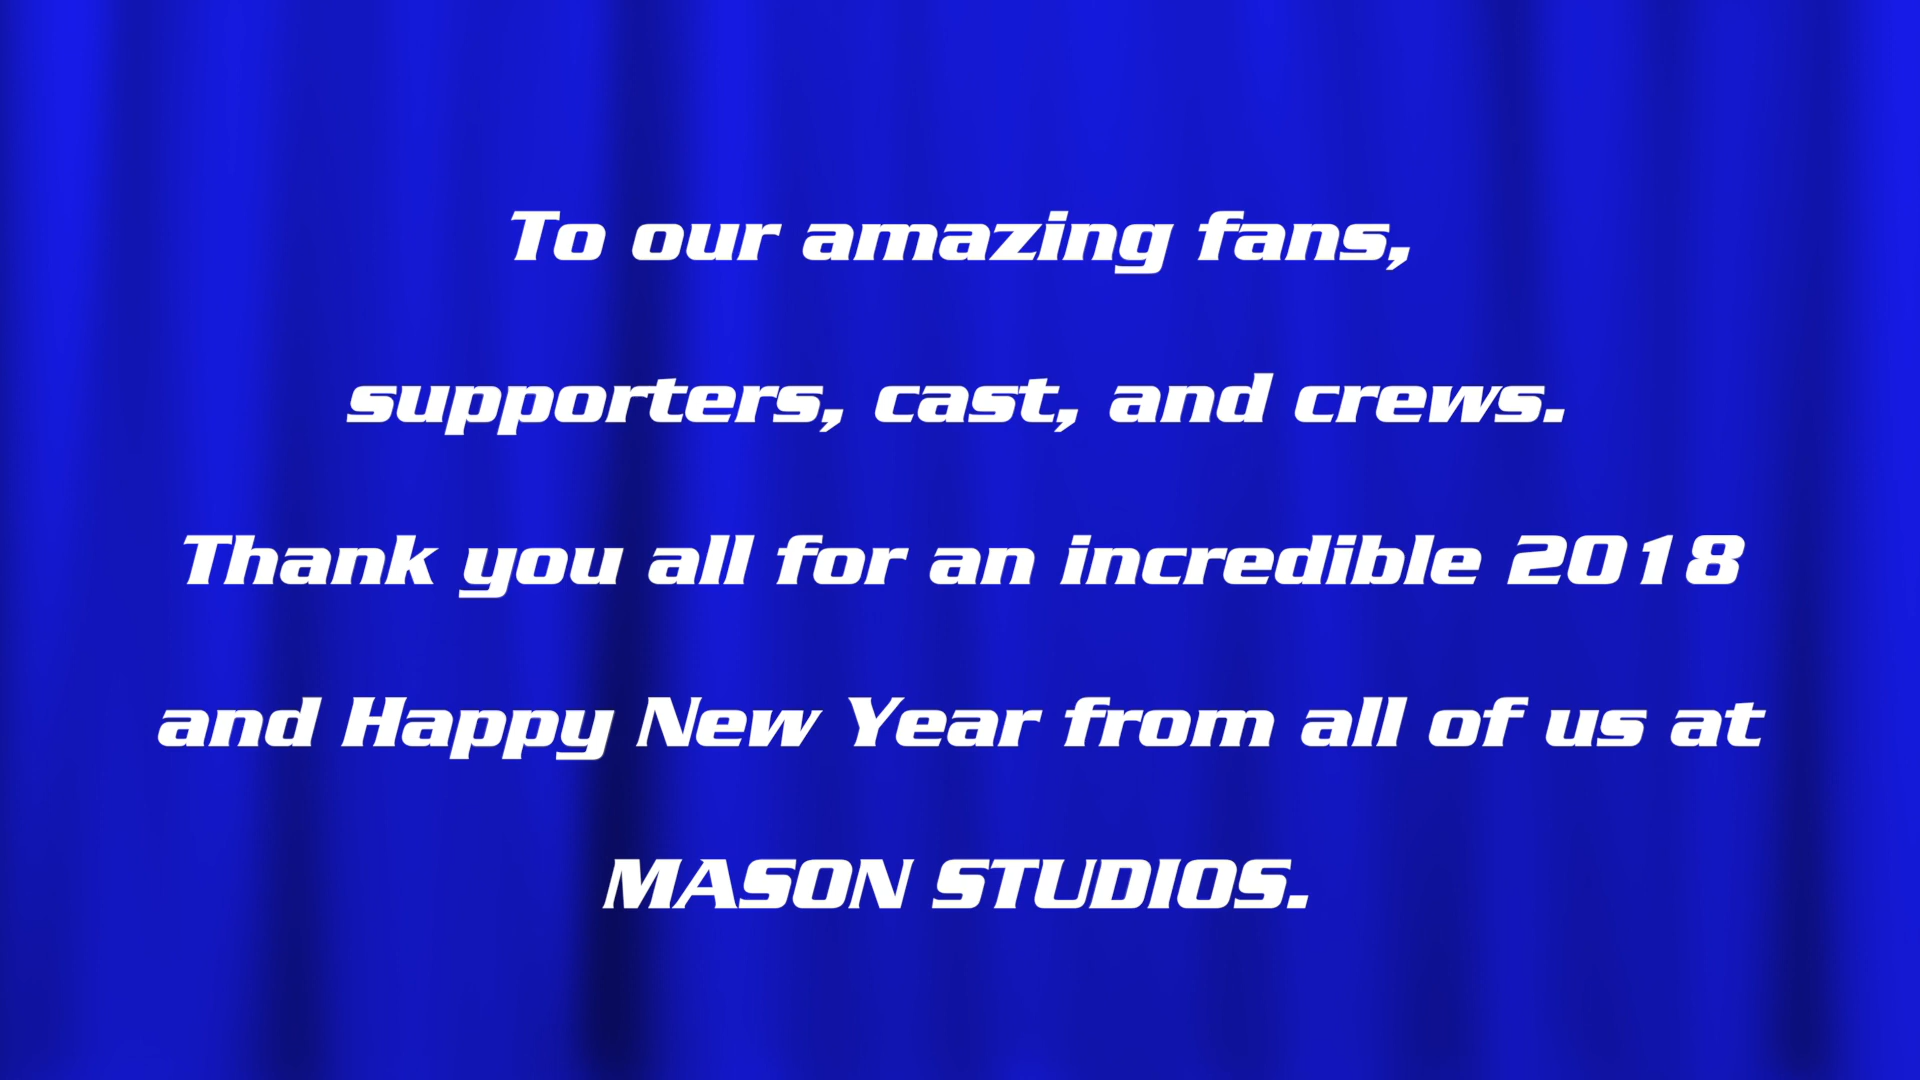 To our amazing fans,
supporters, cast, and crews.
Thank you all for an incredible 2018
and Happy New Year from all of us at
MASON STUDIOS.